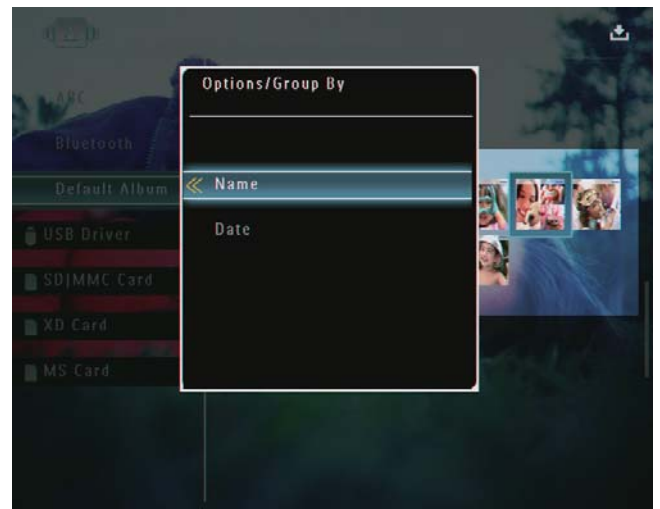 Options/Group By
Name
Date
ABC
Bluetooth
Default Album
USB Driver
SD|MMC Card
XD Card
MS Card